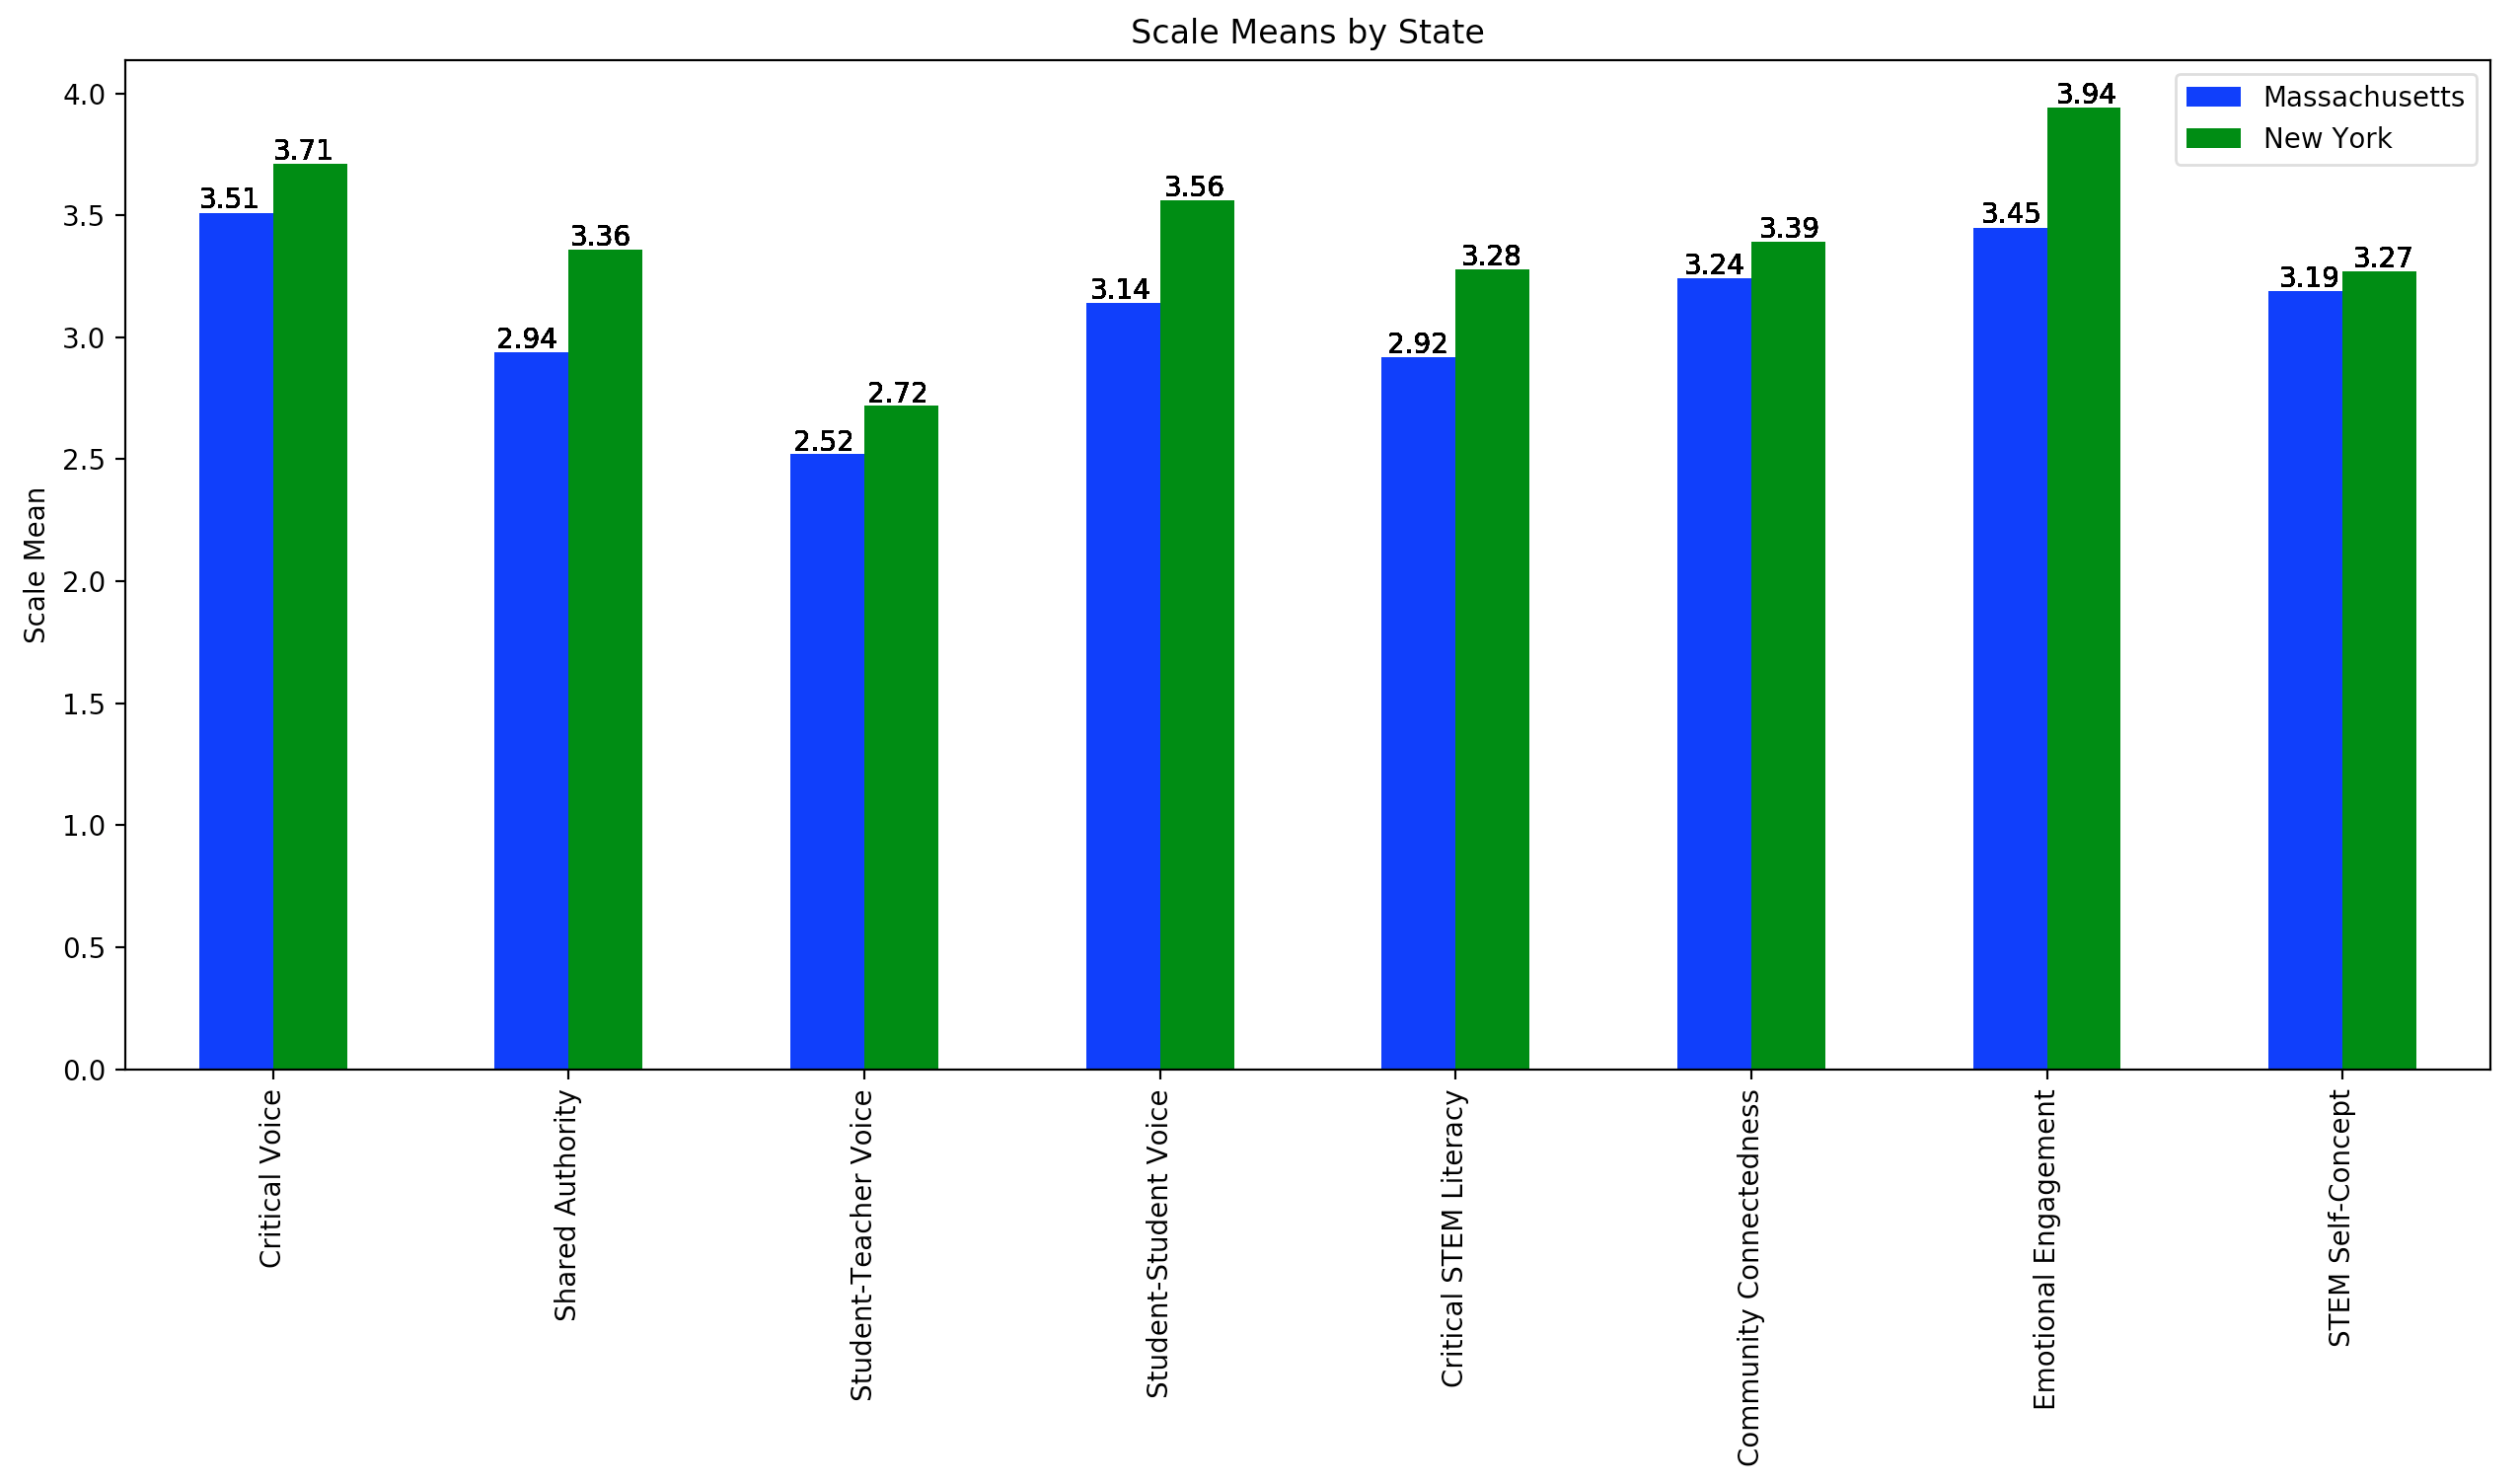 Scale Means by State
Massachusetts
New York
Scale Mean
4.0
3.5
3.0
2.5
2.0
1.5
1.0
0.5
0.0
3.51
3.71
2.94
3.36
2.52
2.72
3.14
3.56
2.92
3.28
3.24
3.39
3.45
3.94
3.19
3.27
Critical Voice
Shared Authority
Student-Teacher Voice
Student-Student Voice
Critical STEM Literacy
Community Connectedness
Emotional Engagement
STEM Self-Concept